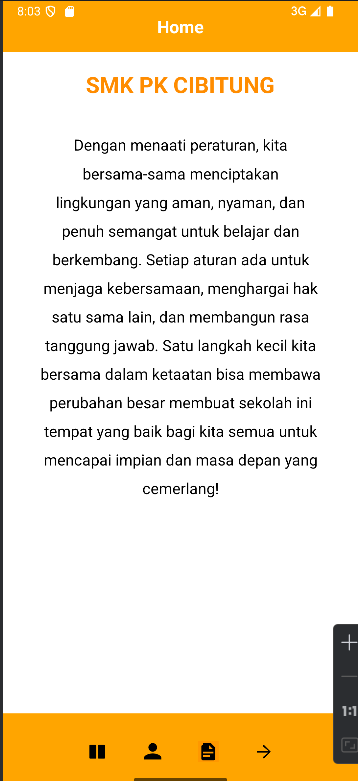 8:03
3G
Home
SMK PK CIBITUNG
Dengan menaati peraturan, kita
bersama-sama menciptakan
lingkungan yang aman, nyaman, dan
penuh semangat untuk belajar dan
berkembang. Setiap aturan ada untuk
menjaga kebersamaan, menghargai hak
satu sama lain, dan membangun rasa
tanggung jawab. Satu langkah kecil kita
bersama dalam ketaatan bisa membawa
perubahan besar membuat sekolah ini
tempat yang baik bagi kita semua untuk
mencapai impian dan masa depan yang
cemerlang!
1:1